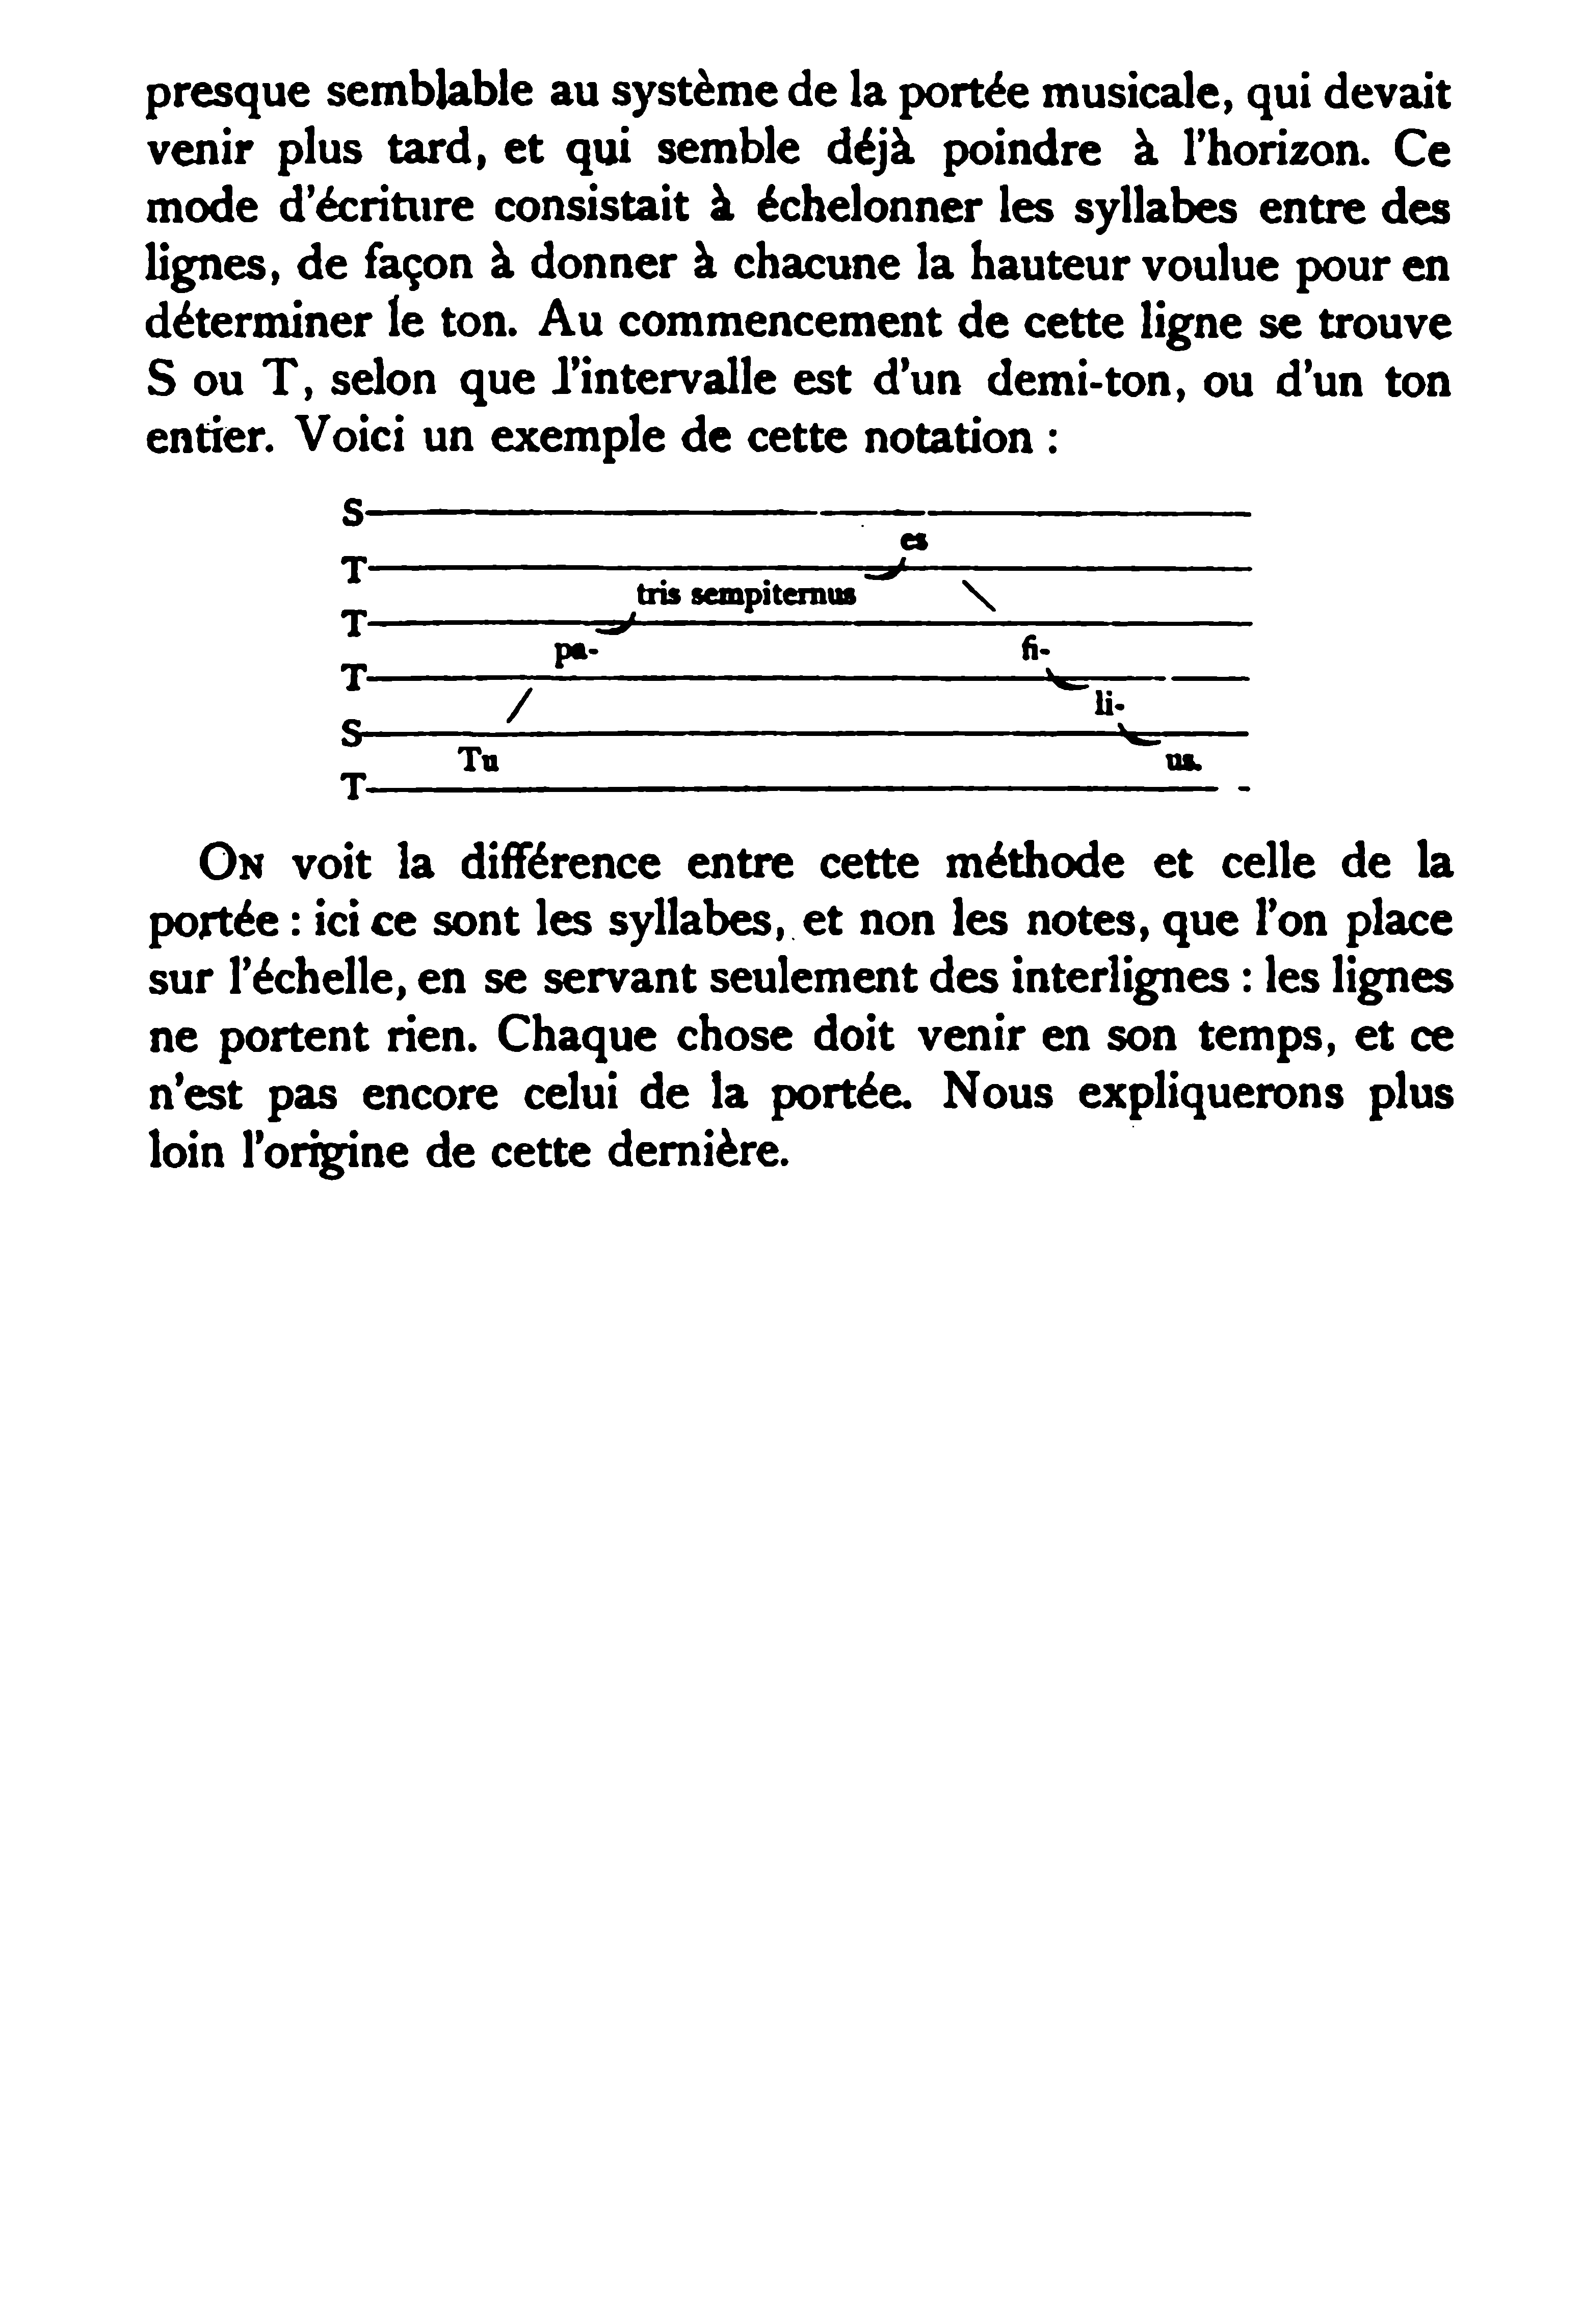 presque semblable au système de la portée musicale, qui devait
venir plus tard, et qui semble déjà poindre à l'horizon. Ce
mode d'écriture consistait à échelonner les syllabes entre des
lignes, de façon à donner à chacune la hauteur voulue pour en
déterminer le ton. Au commencement de cette ligne se trouve
S ou T, selon que l'intervalle est d'un demi-ton, ou d'un ton
entier. Voici un exemple de cette notation :
S
es
T
tris sempiternus
T
pa- fi-
T
li-
S
Tu us.
T
ON voit la différence entre cette méthode et celle de la
portée : ici ce sont les syllabes, et non les notes, que l'on place
sur l'échelle, en se servant seulement des interlignes : les lignes
ne portent rien. Chaque chose doit venir en son temps, et ce
n'est pas encore celui de la portée. Nous expliquerons plus
loin l'origine de cette dernière.